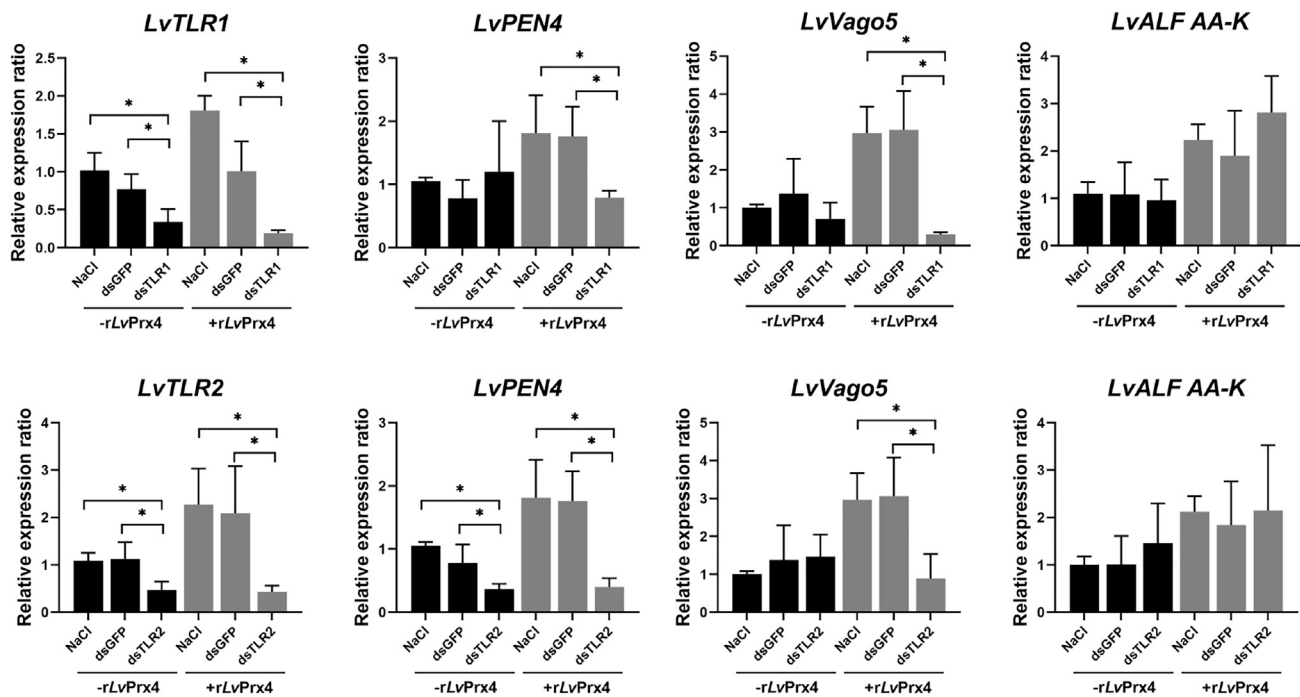 LvTLR1
Relative expression ratio
2.5
2.0
1.5
1.0
0.5
0.0
* * * *
NaCl dsGFP dsTLR1 NaCl dsGFP dsTLR1
-rLvPrx4 +rLvPrx4
LvPEN4
Relative expression ratio
3
2
1
0
* *
NaCl dsGFP dsTLR1 NaCl dsGFP dsTLR1
-rLvPrx4 +rLvPrx4
LvVago5
Relative expression ratio
5
4
3
2
1
0
* *
NaCl dsGFP dsTLR1 NaCl dsGFP dsTLR1
-rLvPrx4 +rLvPrx4
LvALF AA-K
Relative expression ratio
4
3
2
1
0
NaCl dsGFP dsTLR1 NaCl dsGFP dsTLR1
-rLvPrx4 +rLvPrx4
LvTLR2
Relative expression ratio
4
3
2
1
0
* * * *
NaCl dsGFP dsTLR2 NaCl dsGFP dsTLR2
-rLvPrx4 +rLvPrx4
LvPEN4
Relative expression ratio
3
2
1
0
* * * *
NaCl dsGFP dsTLR2 NaCl dsGFP dsTLR2
-rLvPrx4 +rLvPrx4
LvVago5
Relative expression ratio
5
4
3
2
1
0
* *
NaCl dsGFP dsTLR2 NaCl dsGFP dsTLR2
-rLvPrx4 +rLvPrx4
LvALF AA-K
Relative expression ratio
4
3
2
1
0
NaCl dsGFP dsTLR2 NaCl dsGFP dsTLR2
-rLvPrx4 +rLvPrx4